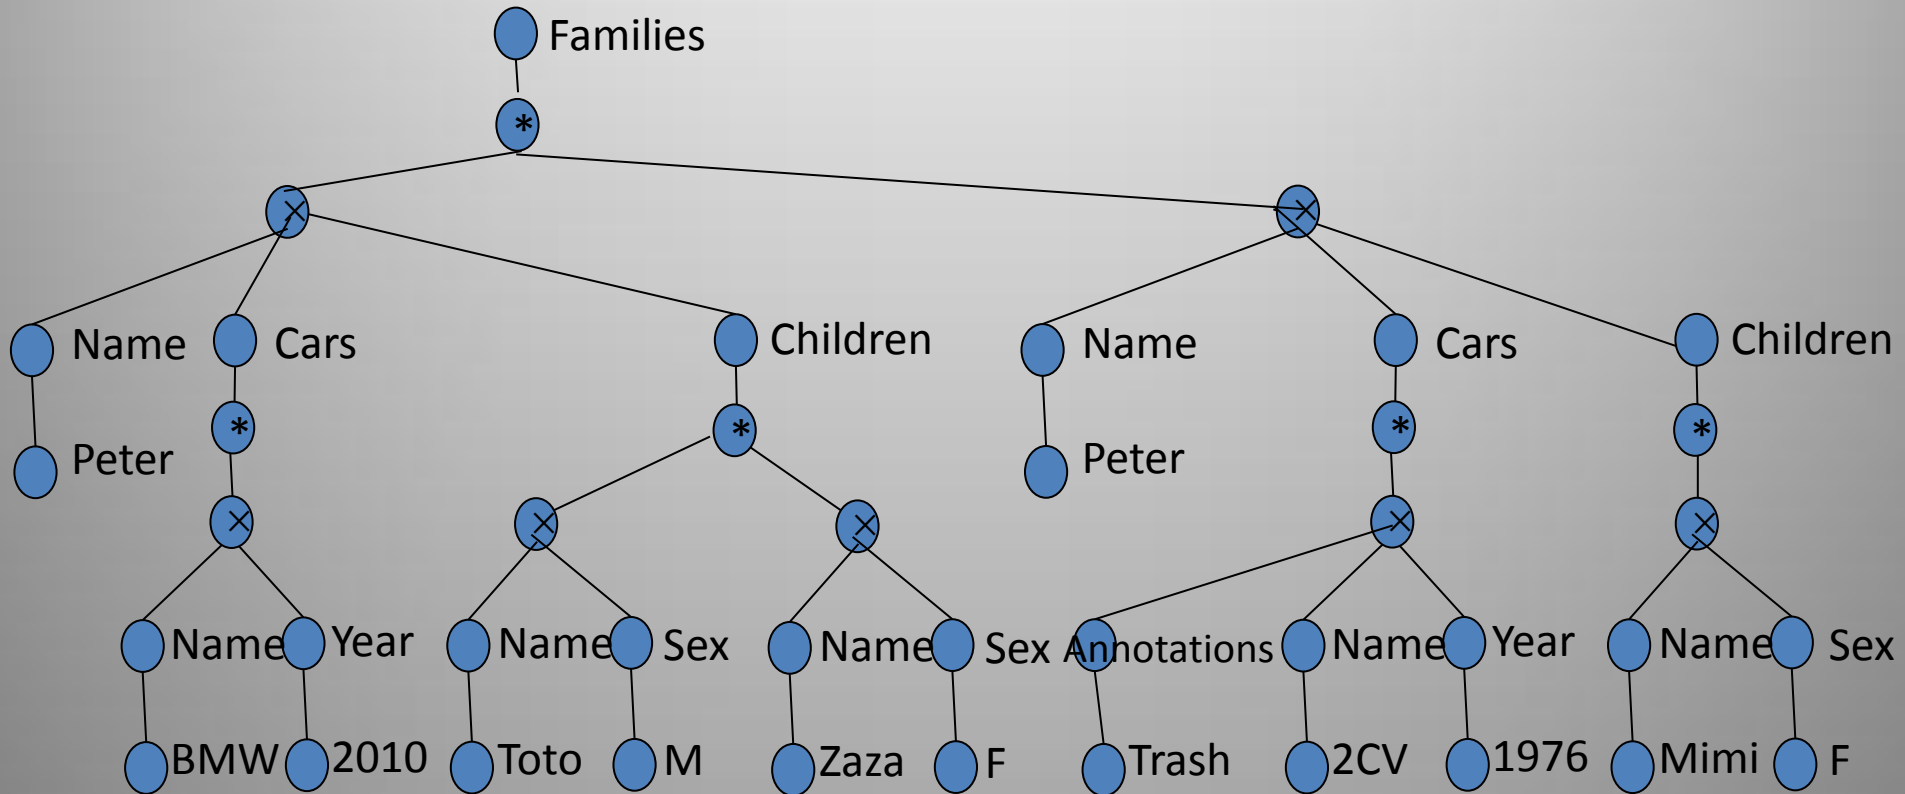 Families
*
× ×
Name Cars Children Name Cars Children
* * * *
Peter Peter
× × × × ×
Name Year Name Sex Name Sex Annotations Name Year Name Sex
BMW 2010 Toto M Zaza F Trash 2CV 1976 Mimi F